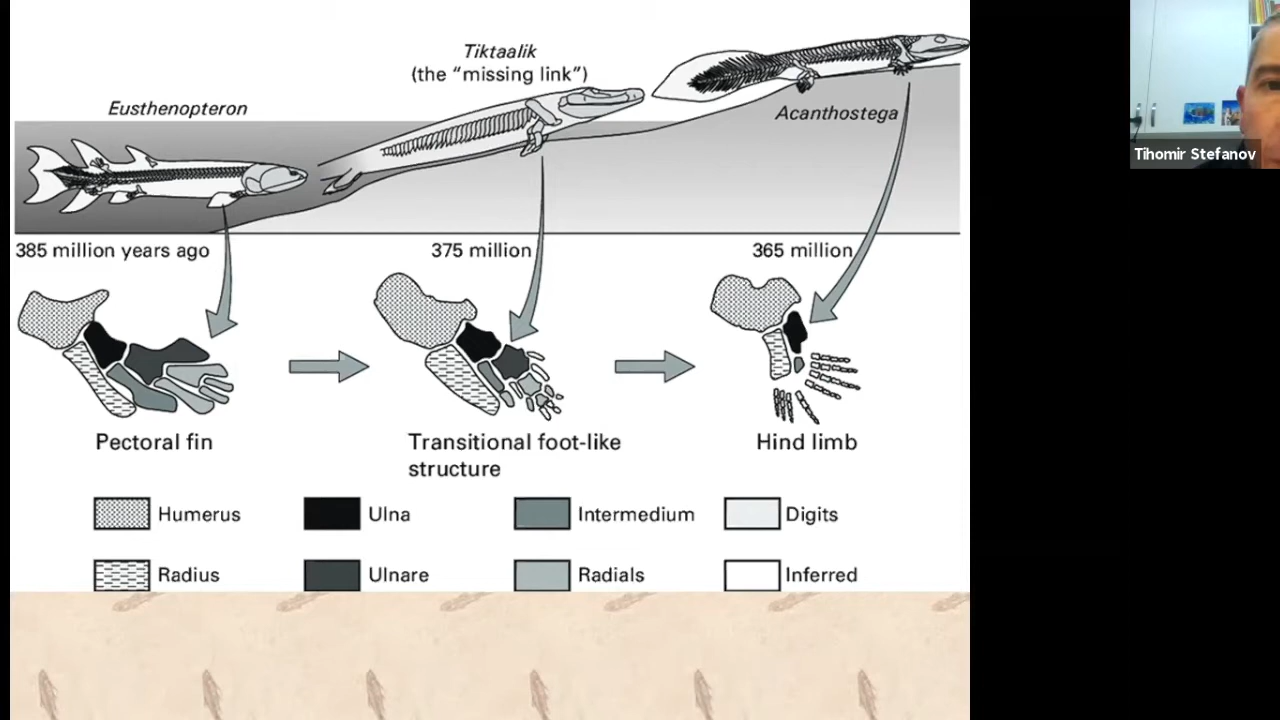 Tiktaalik
(the “missing link”)
Eusthenopteron
Acanthostega
Tihomir Stefanov
385 million years ago
375 million
365 million
Pectoral fin
Transitional foot-like
structure
Hind limb
Humerus
Ulna
Intermedium
Digits
Radius
Ulnare
Radials
Inferred